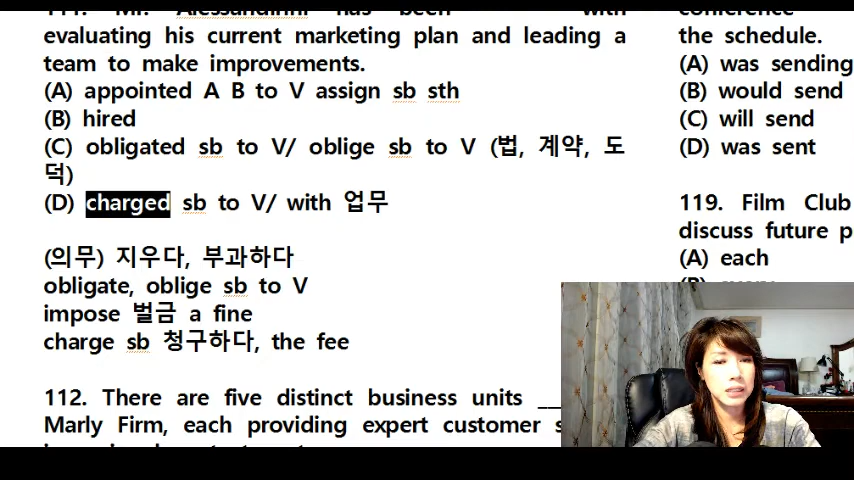 evaluating his current marketing plan and leading a
team to make improvements.
(A) appointed A B to V assign sb sth
(B) hired
(C) obligated sb to V/ oblige sb to V (법, 계약, 도
덕)
(D) charged sb to V/ with 업무
(의무) 지우다, 부과하다
obligate, oblige sb to V
impose 벌금 a fine
charge sb 청구하다, the fee
112. There are five distinct business units
Marly Firm, each providing expert customer
the schedule.
(A) was sending
(B) would send
(C) will send
(D) was sent
119. Film Club
discuss future
(A) each